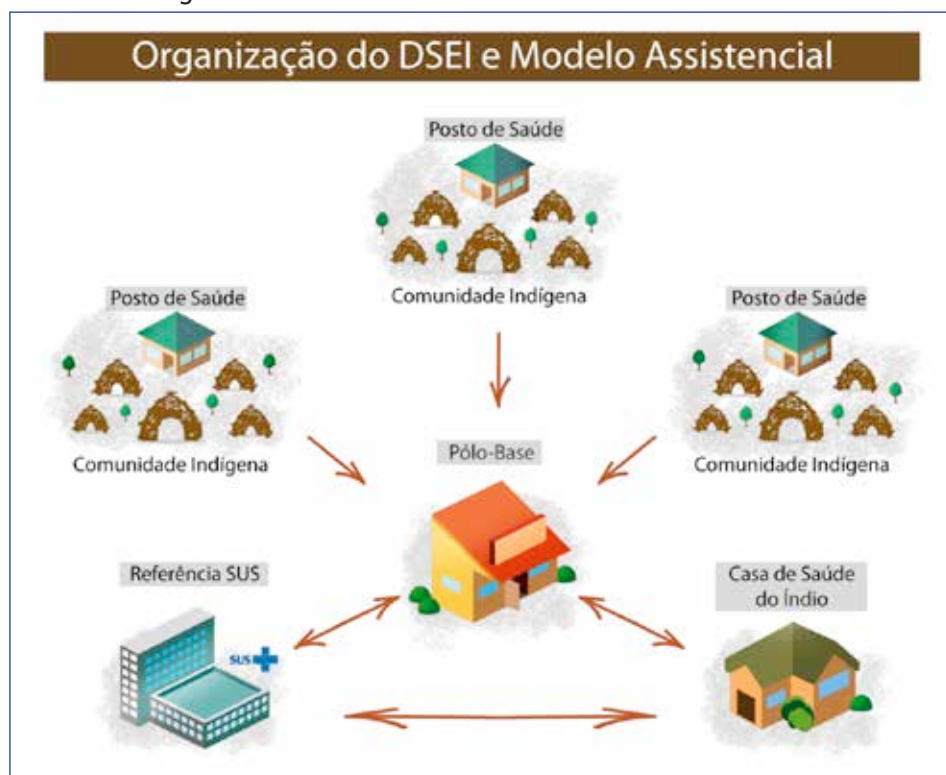 Organização do DSEI e Modelo Assistencial
Posto de Saúde
Comunidade Indígena
Posto de Saúde
Comunidade Indígena
Posto de Saúde
Comunidade Indígena
Pólo-Base
Referência SUS
SUS
Casa de Saúde
do Índio